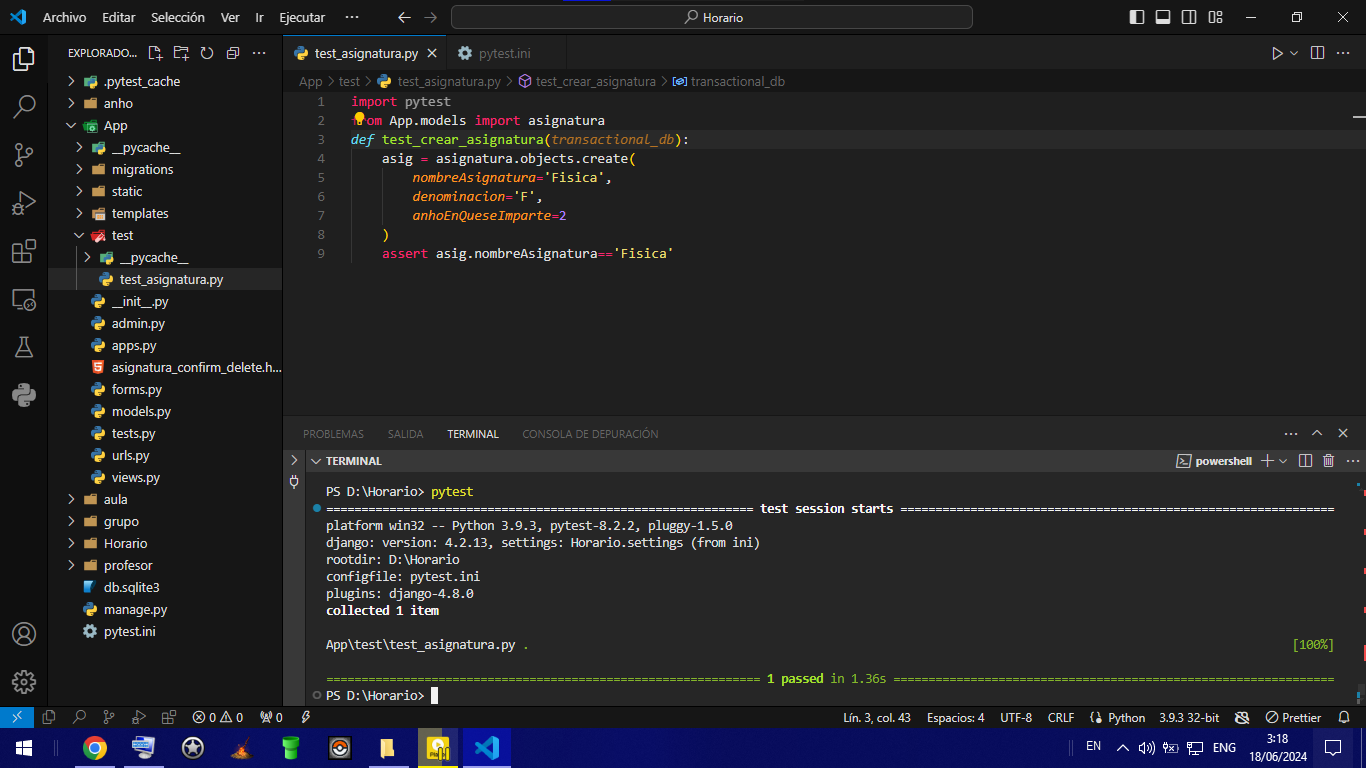 Archivo Editar Selección Ver Ir Ejecutar ··· Horario
EXPLORADO... ···
.pytest_cache
anho
App
__pycache__
migrations
static
templates
test
__pycache__
test_asignatura.py
__init__.py
admin.py
apps.py
asignatura_confirm_delete.h...
forms.py
models.py
tests.py
urls.py
views.py
aula
grupo
Horario
profesor
db.sqlite3
manage.py
pytest.ini
test_asignatura.py pytest.ini
App > test > test_asignatura.py > test_crear_asignatura > transactional_db
1 import pytest
2 from App.models import asignatura
3 def test_crear_asignatura(transactional_db):
4 asig = asignatura.objects.create(
5 nombreAsignatura='Fisica',
6 denominacion='F',
7 anhoEnQueseImparte=2
8 )
9 assert asig.nombreAsignatura=='Fisica'
PROBLEMAS SALIDA TERMINAL CONSOLA DE DEPURACIÓN
TERMINAL powershell
PS D:\Horario> pytest
============================================================= test session starts ==============================================================
platform win32 -- Python 3.9.3, pytest-8.2.2, pluggy-1.5.0
django: version: 4.2.13, settings: Horario.settings (from ini)
rootdir: D:\Horario
configfile: pytest.ini
plugins: django-4.8.0
collected 1 item
App\test\test_asignatura.py . [100%]
============================================================== 1 passed in 1.36s ===============================================================
PS D:\Horario>
0 0 0 Lín. 3, col. 43 Espacios: 4 UTF-8 CRLF Python 3.9.3 32-bit Prettier
EN ENG 3:18
18/06/2024